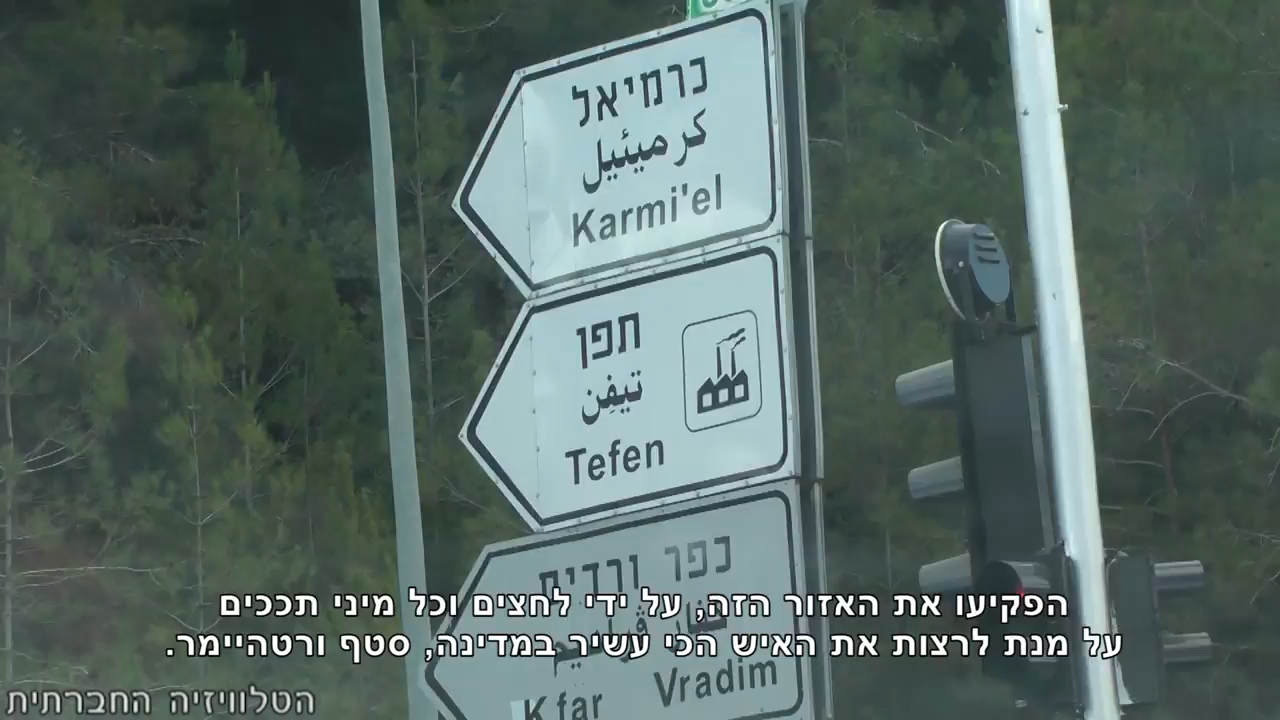 כרמיאל
كرميئيل
Karmi'el
תפן
تيفِن
Tefen
כפר ורדים
Kfar Vradim
הפקיעו את האזור הזה, על ידי לחצים וכל מיני תככים
על מנת לרצות את האיש הכי עשיר במדינה, סטף ורטהיימר.
הטלוויזיה החברתית